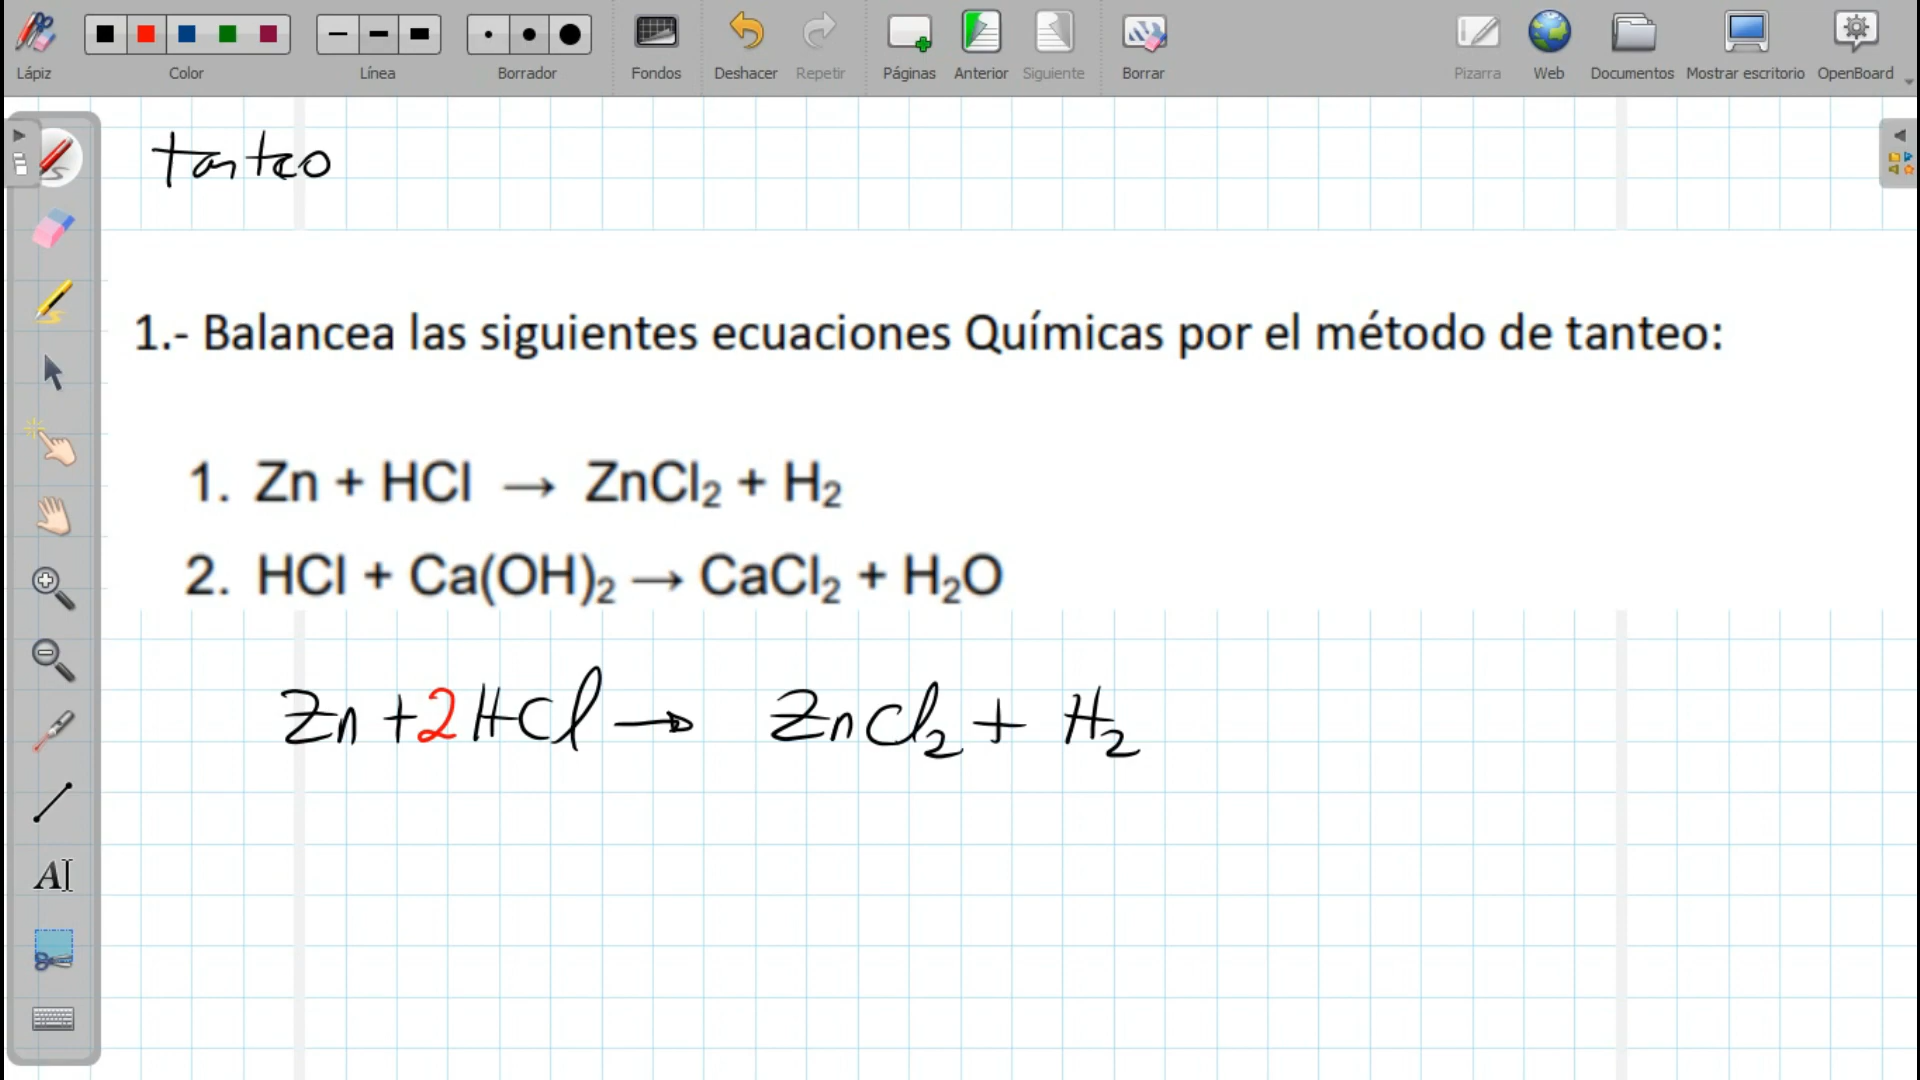 Lápiz Color Línea Borrador Fondos Deshacer Repetir Páginas Anterior Siguiente Borrar Pizarra Web Documentos Mostrar escritorio OpenBoard
tanteo
1.- Balancea las siguientes ecuaciones Químicas por el método de tanteo:
1. Zn + HCl → ZnCl₂ + H₂
2. HCl + Ca(OH)₂ → CaCl₂ + H₂O
Zn + 2HCl → ZnCl₂ + H₂